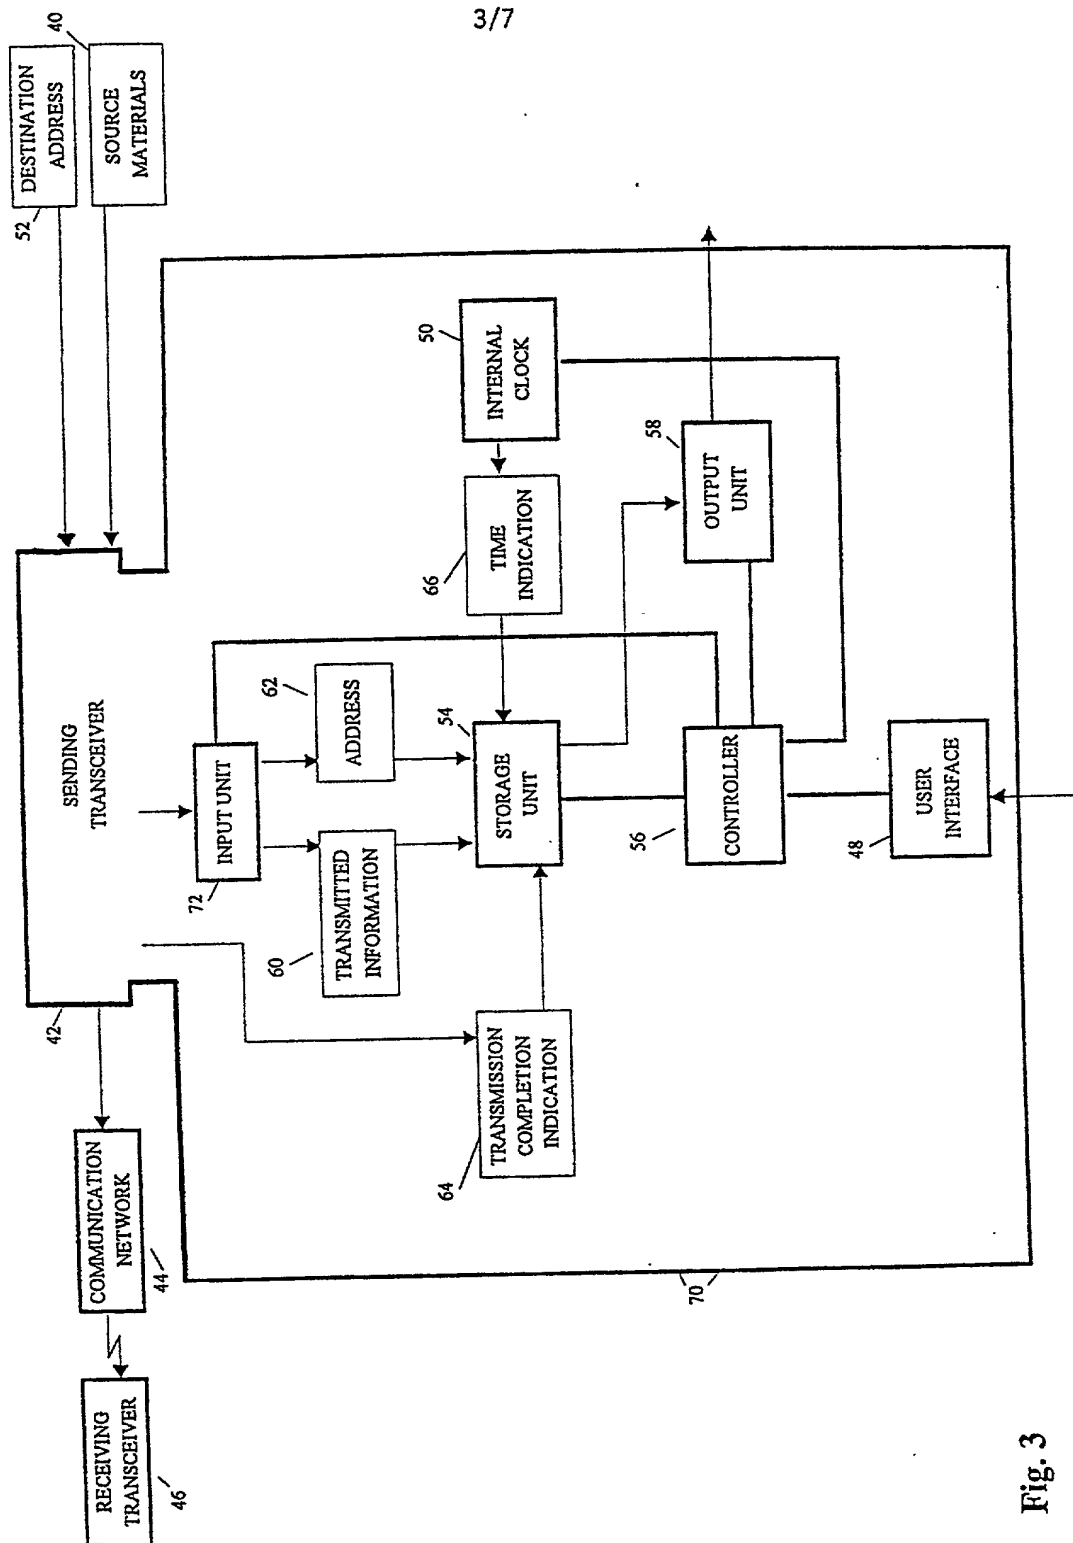 3/7
DESTINATION
ADDRESS
52
40
SOURCE
MATERIALS
SENDING
TRANSCEIVER
42
COMMUNICATION
NETWORK
44
RECEIVING
TRANSCEIVER
46
INPUT UNIT
72
ADDRESS
62
TRANSMITTED
INFORMATION
60
TRANSMISSION
COMPLETION
INDICATION
64
STORAGE
UNIT
54
TIME
INDICATION
66
INTERNAL
CLOCK
50
OUTPUT
UNIT
58
CONTROLLER
56
USER
INTERFACE
48
70
Fig. 3